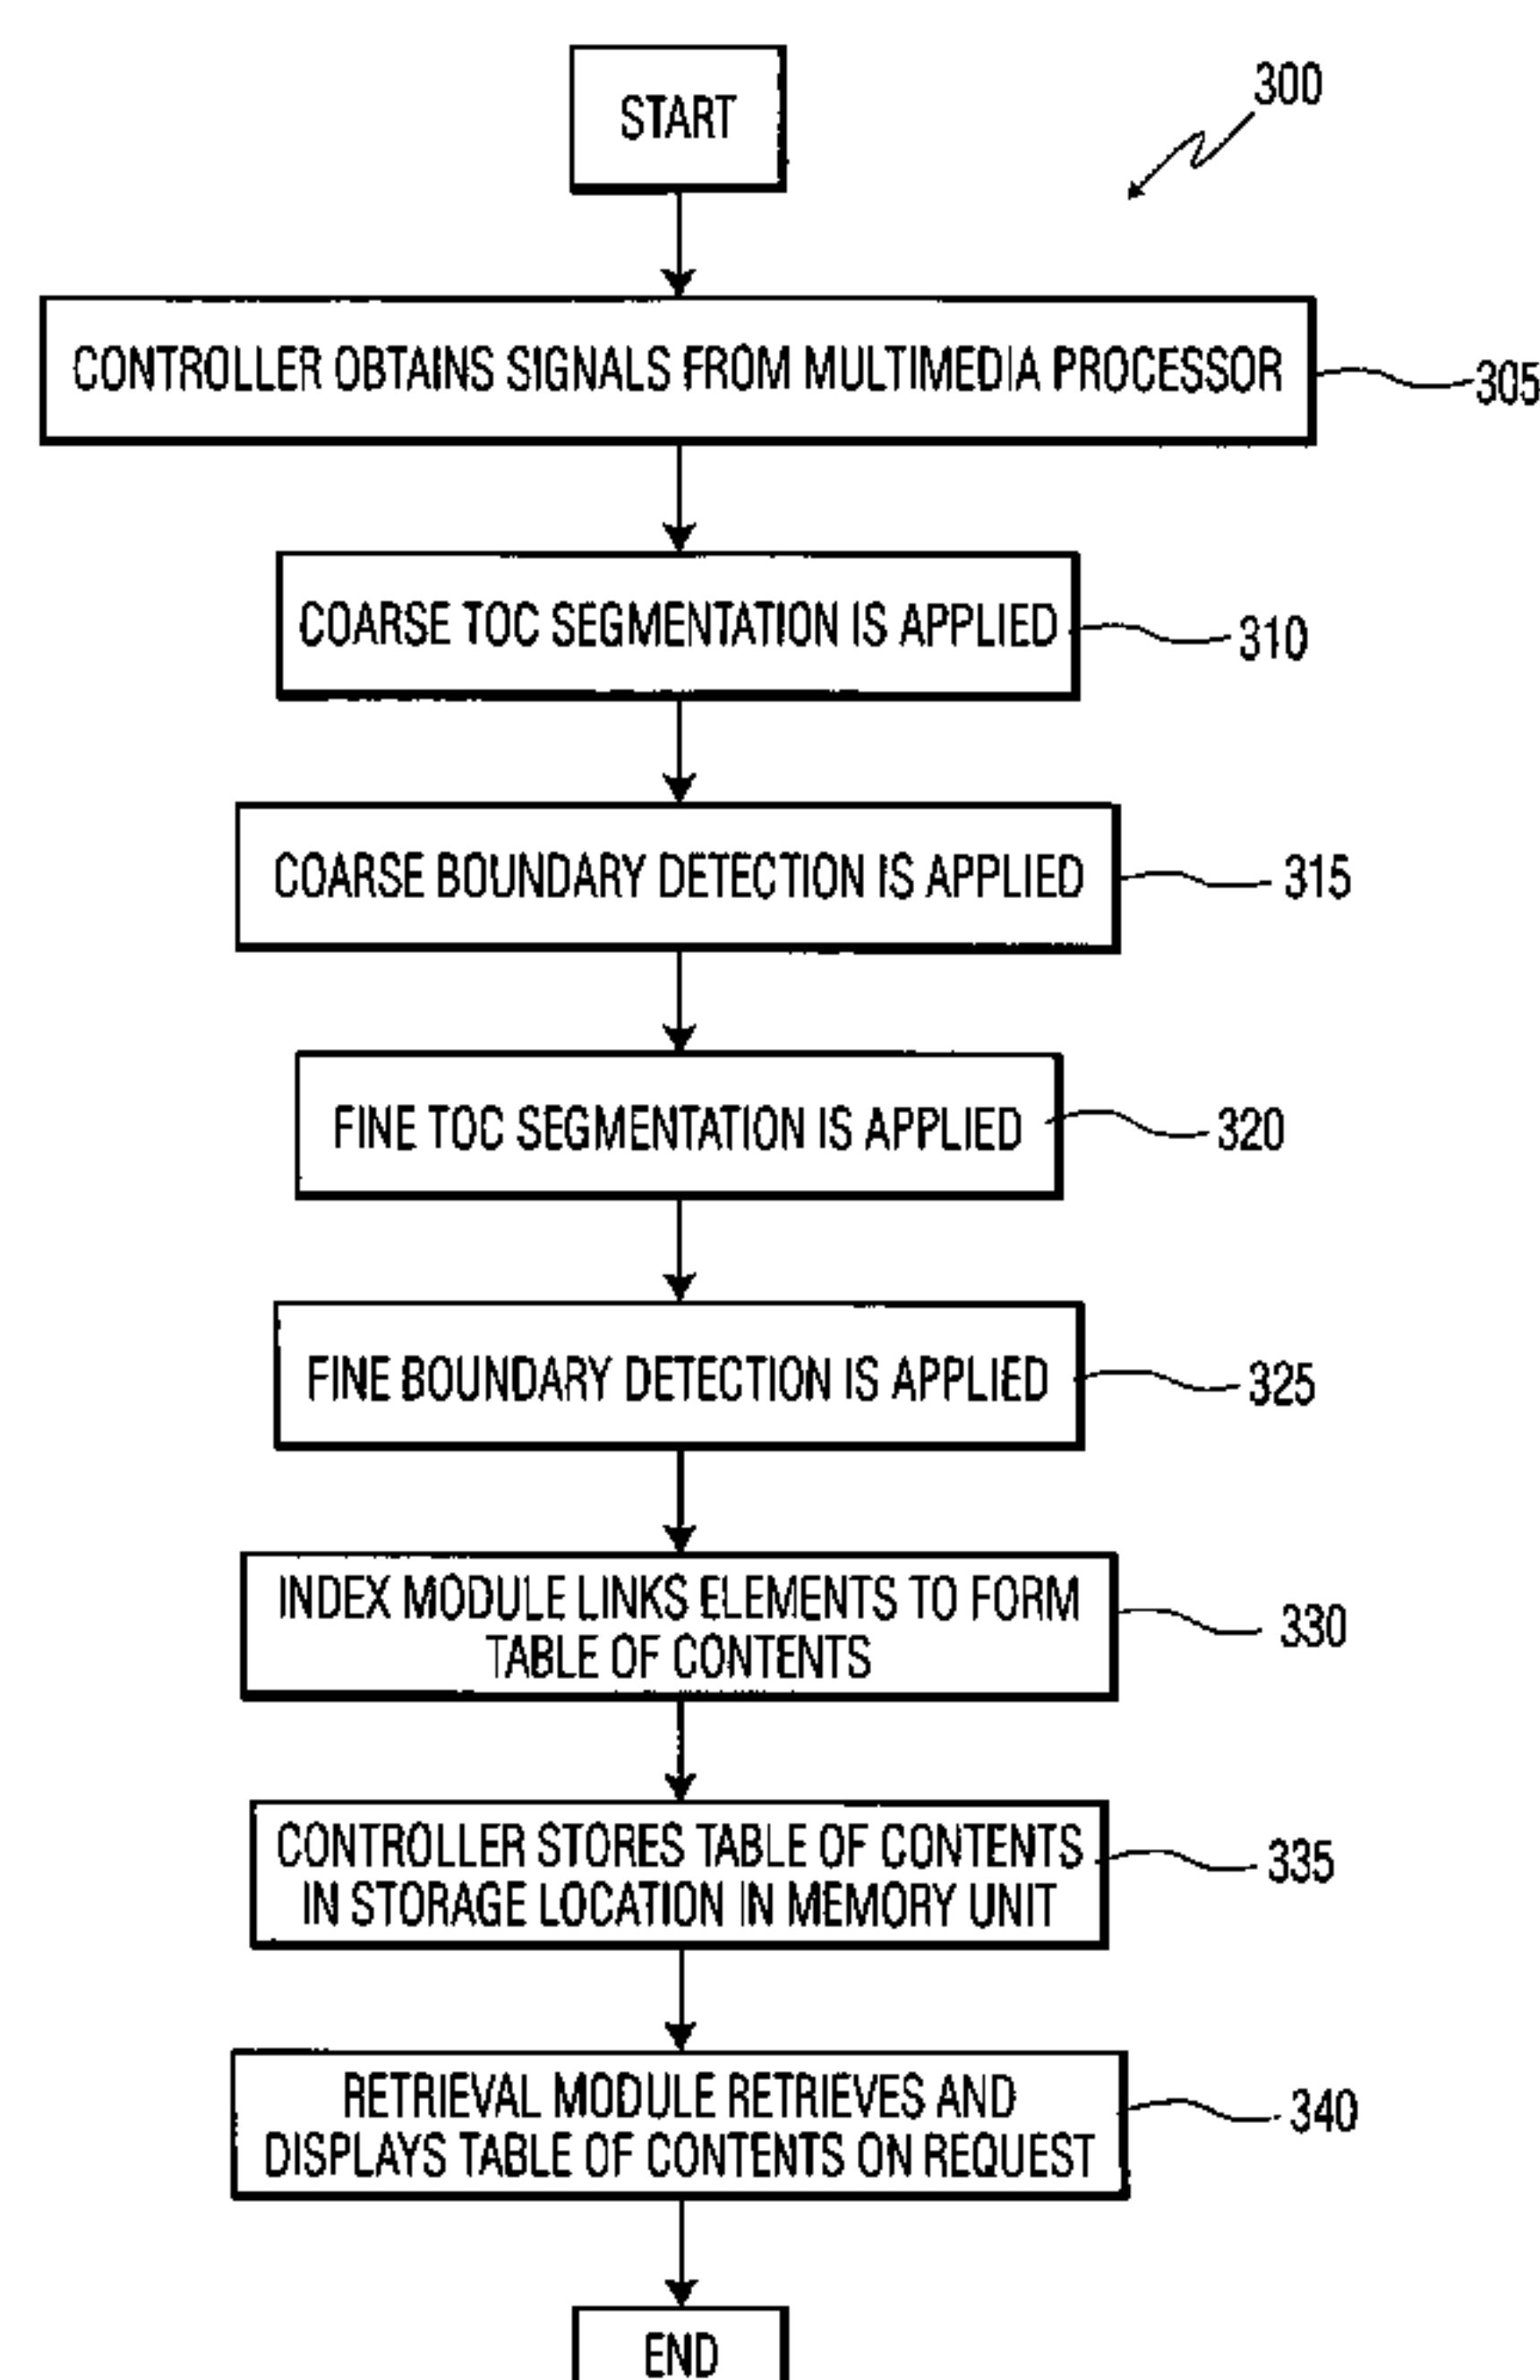 START
300
CONTROLLER OBTAINS SIGNALS FROM MULTIMEDIA PROCESSOR
305
COARSE TOC SEGMENTATION IS APPLIED
310
COARSE BOUNDARY DETECTION IS APPLIED
315
FINE TOC SEGMENTATION IS APPLIED
320
FINE BOUNDARY DETECTION IS APPLIED
325
INDEX MODULE LINKS ELEMENTS TO FORM
TABLE OF CONTENTS
330
CONTROLLER STORES TABLE OF CONTENTS
IN STORAGE LOCATION IN MEMORY UNIT
335
RETRIEVAL MODULE RETRIEVES AND
DISPLAYS TABLE OF CONTENTS ON REQUEST
340
END